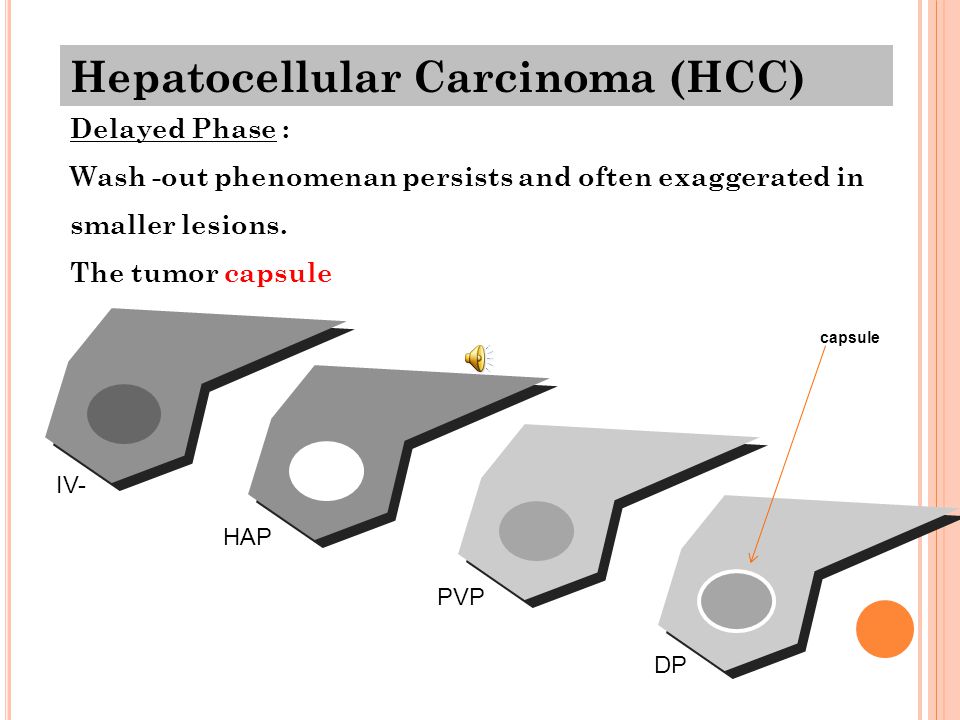 Hepatocellular Carcinoma (HCC)
Delayed Phase :
Wash -out phenomenan persists and often exaggerated in
smaller lesions.
The tumor capsule
capsule
IV-
HAP
PVP
DP